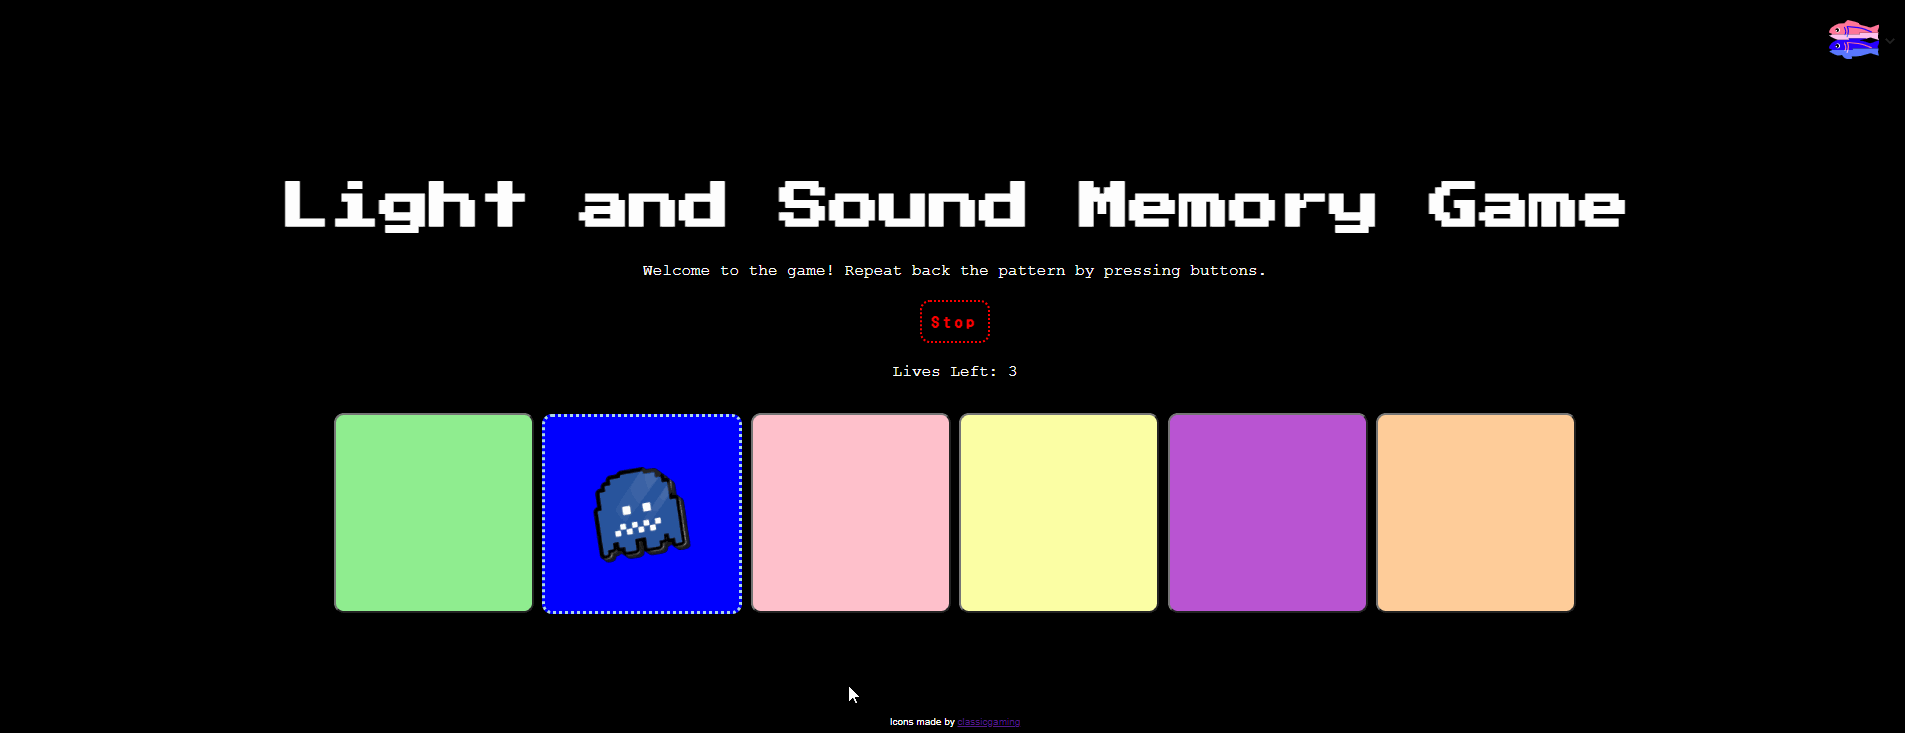 Light and Sound Memory Game
Welcome to the game! Repeat back the pattern by pressing buttons.
Stop
Lives Left: 3
Icons made by classicgaming